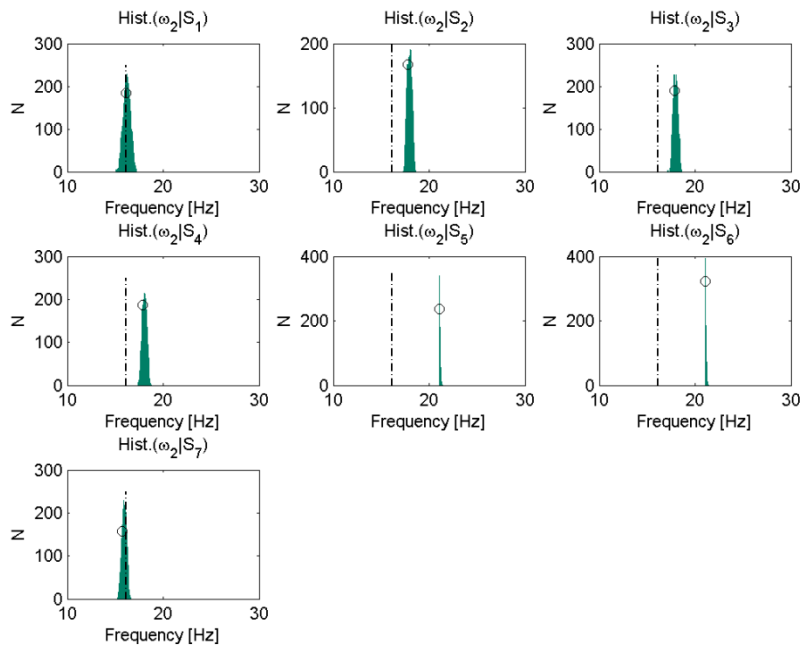 Hist.(ω₂|S₁) Hist.(ω₂|S₂) Hist.(ω₂|S₃)
300 200 300
200 200
N N N
100
100 100
0 0 0
10 20 30 10 20 30 10 20 30
Frequency [Hz] Frequency [Hz] Frequency [Hz]
Hist.(ω₂|S₄) Hist.(ω₂|S₅) Hist.(ω₂|S₆)
300 400 400
200
N N 200 N 200
100
0 0 0
10 20 30 10 20 30 10 20 30
Frequency [Hz] Frequency [Hz] Frequency [Hz]
Hist.(ω₂|S₇)
300
200
N
100
0
10 20 30
Frequency [Hz]